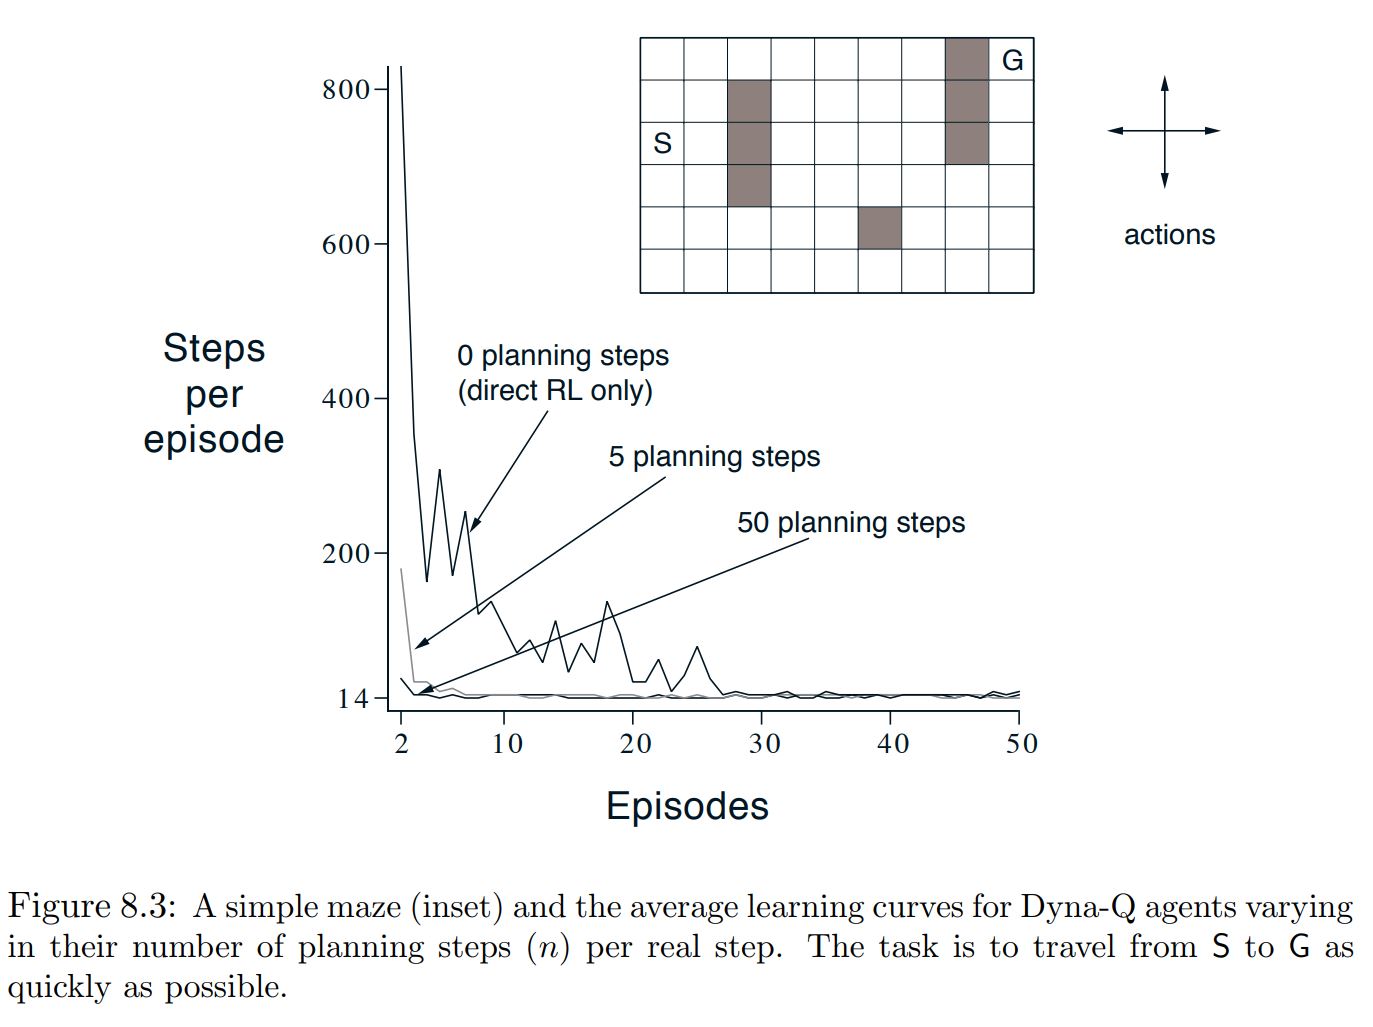 G
S
actions
800
600
400
200
14
Steps
per
episode
0 planning steps
(direct RL only)
5 planning steps
50 planning steps
2 10 20 30 40 50
Episodes
Figure 8.3: A simple maze (inset) and the average learning curves for Dyna-Q agents varying
in their number of planning steps (n) per real step. The task is to travel from S to G as
quickly as possible.